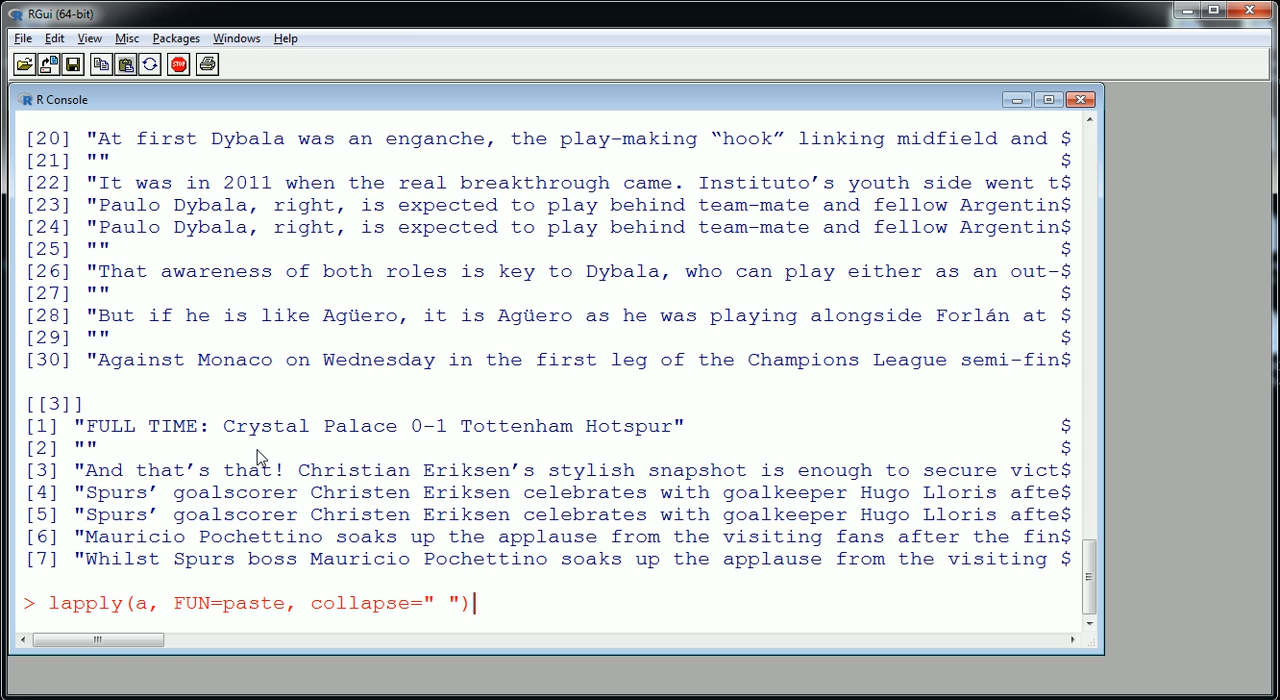 RGui (64-bit)
File Edit View Misc Packages Windows Help
STOP
R Console
[20] "At first Dybala was an enganche, the play-making “hook” linking midfield and $
[21] "" $
[22] "It was in 2011 when the real breakthrough came. Instituto’s youth side went t$
[23] "Paulo Dybala, right, is expected to play behind team-mate and fellow Argentin$
[24] "Paulo Dybala, right, is expected to play behind team-mate and fellow Argentin$
[25] "" $
[26] "That awareness of both roles is key to Dybala, who can play either as an out-$
[27] "" $
[28] "But if he is like Agüero, it is Agüero as he was playing alongside Forlán at $
[29] "" $
[30] "Against Monaco on Wednesday in the first leg of the Champions League semi-fin$
[[3]]
[1] "FULL TIME: Crystal Palace 0-1 Tottenham Hotspur" $
[2] "" $
[3] "And that’s that! Christian Eriksen’s stylish snapshot is enough to secure vict$
[4] "Spurs’ goalscorer Christen Eriksen celebrates with goalkeeper Hugo Lloris afte$
[5] "Spurs’ goalscorer Christen Eriksen celebrates with goalkeeper Hugo Lloris afte$
[6] "Mauricio Pochettino soaks up the applause from the visiting fans after the fin$
[7] "Whilst Spurs boss Mauricio Pochettino soaks up the applause from the visiting $
> lapply(a, FUN=paste, collapse=" ")